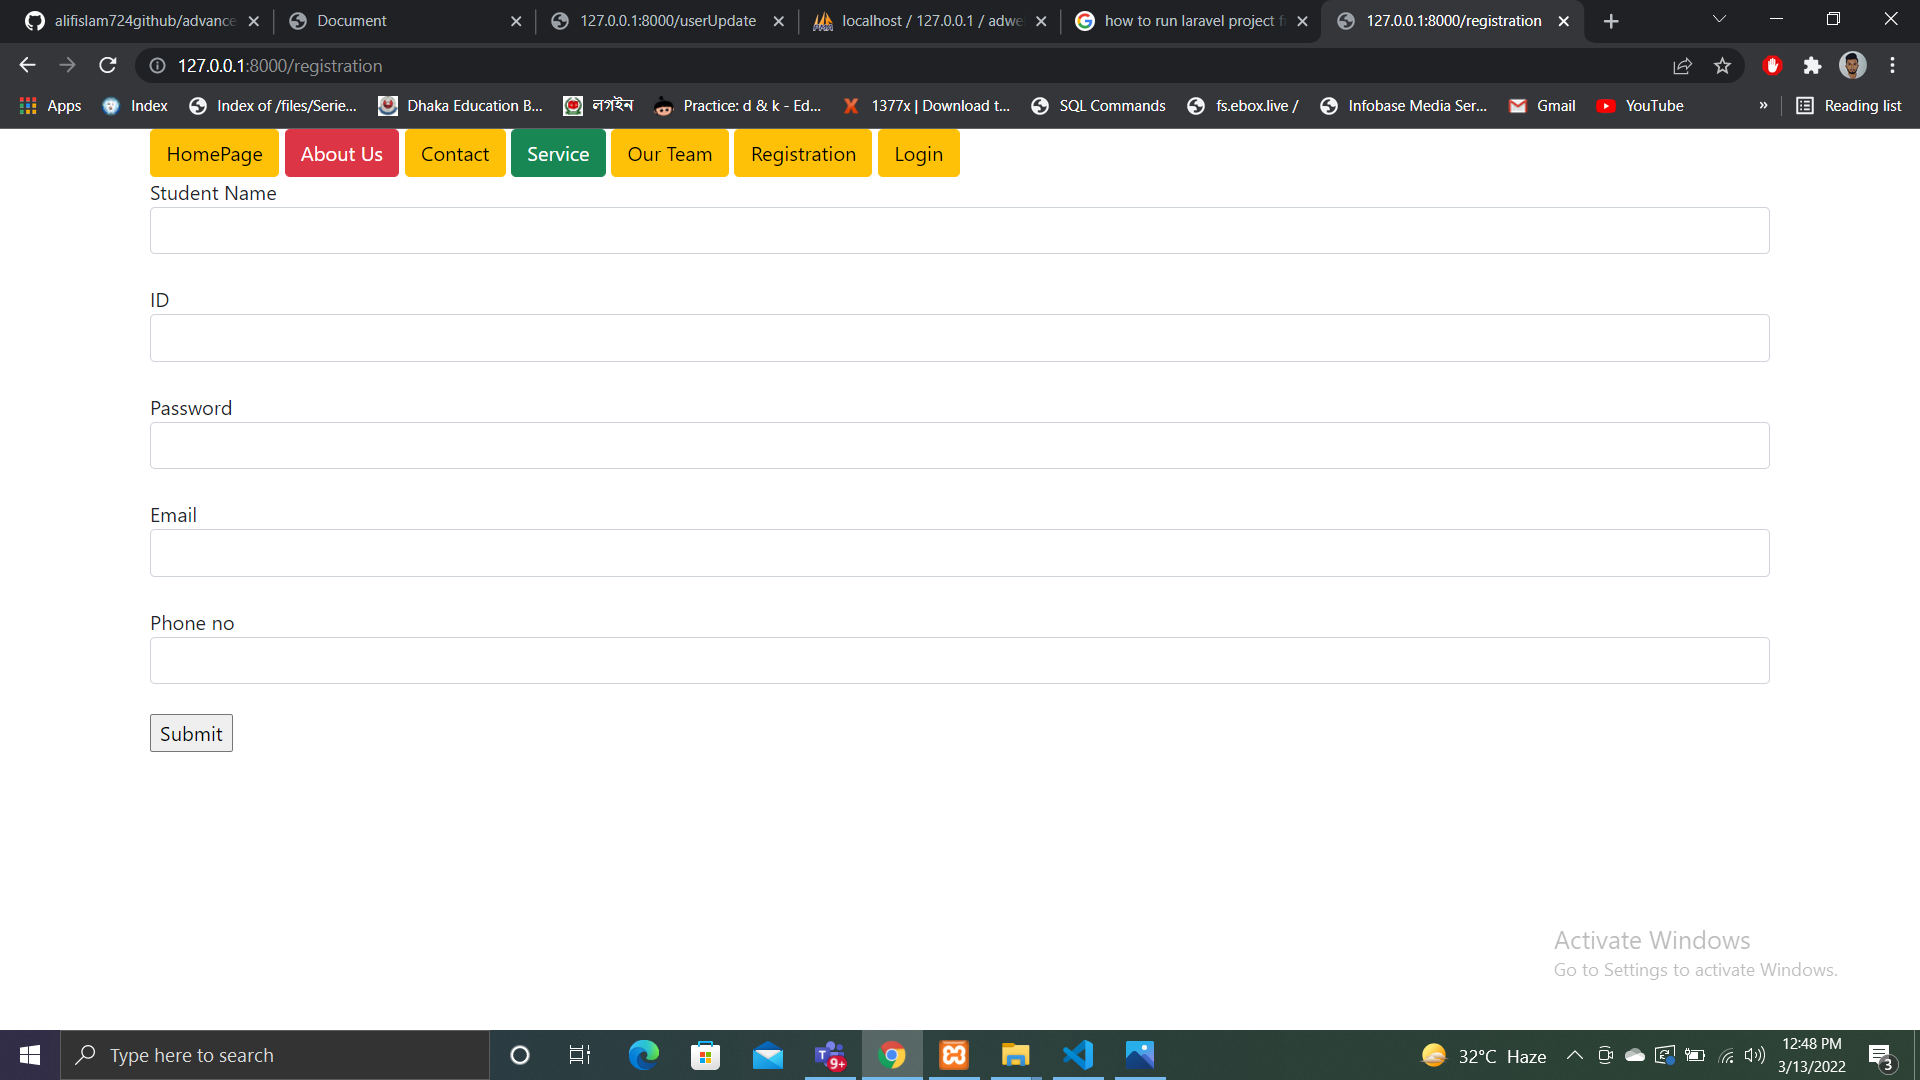 alifislam724github/advance
Document
127.0.0.1:8000/userUpdate
localhost / 127.0.0.1 / adwe
how to run laravel project f
127.0.0.1:8000/registration
127.0.0.1:8000/registration
Apps
Index
Index of /files/Serie...
Dhaka Education B...
লগইন
Practice: d & k - Ed...
1377x | Download t...
SQL Commands
fs.ebox.live /
Infobase Media Ser...
Gmail
YouTube
»
Reading list
HomePage
About Us
Contact
Service
Our Team
Registration
Login
Student Name
ID
Password
Email
Phone no
Submit
Activate Windows
Go to Settings to activate Windows.
Type here to search
9+
32°C Haze
12:48 PM
3/13/2022
3